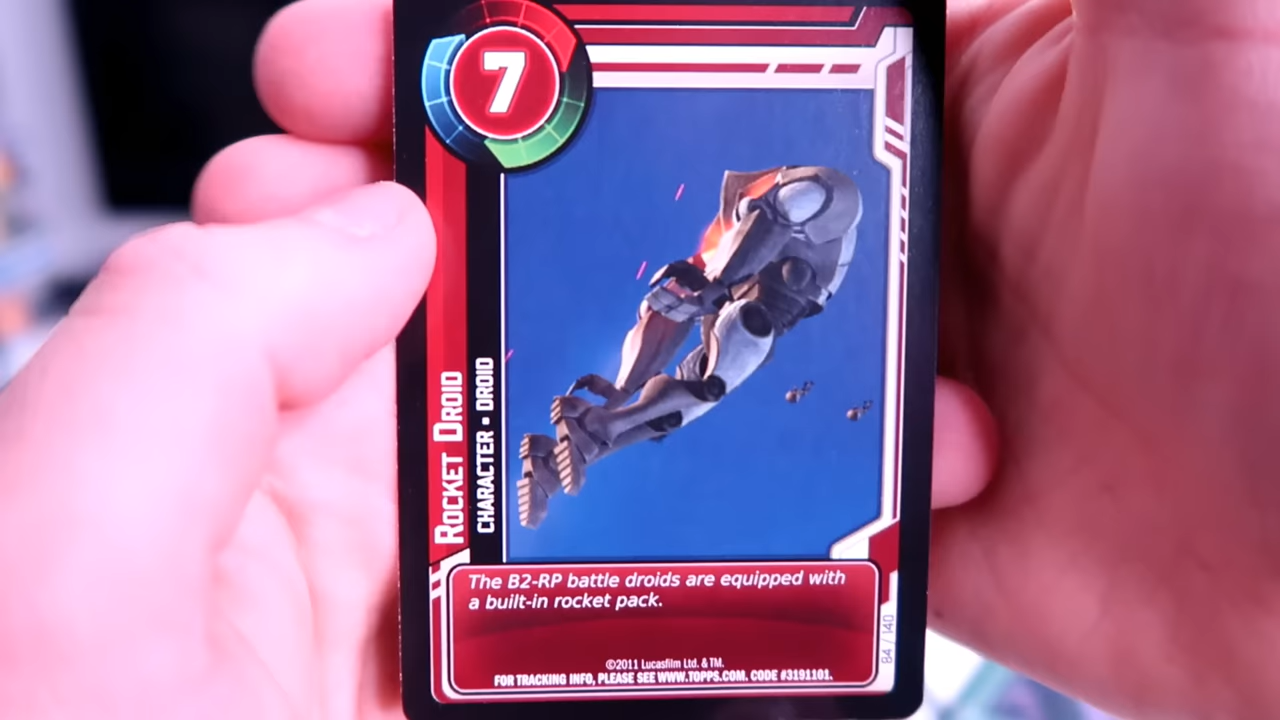 7
ROCKET DROID
CHARACTER ▪ DROID
The B2-RP battle droids are equipped with
a built-in rocket pack.
©2011 Lucasfilm Ltd. & TM.
FOR TRACKING INFO, PLEASE SEE WWW.TOPPS.COM. CODE #3191101.
84 / 140